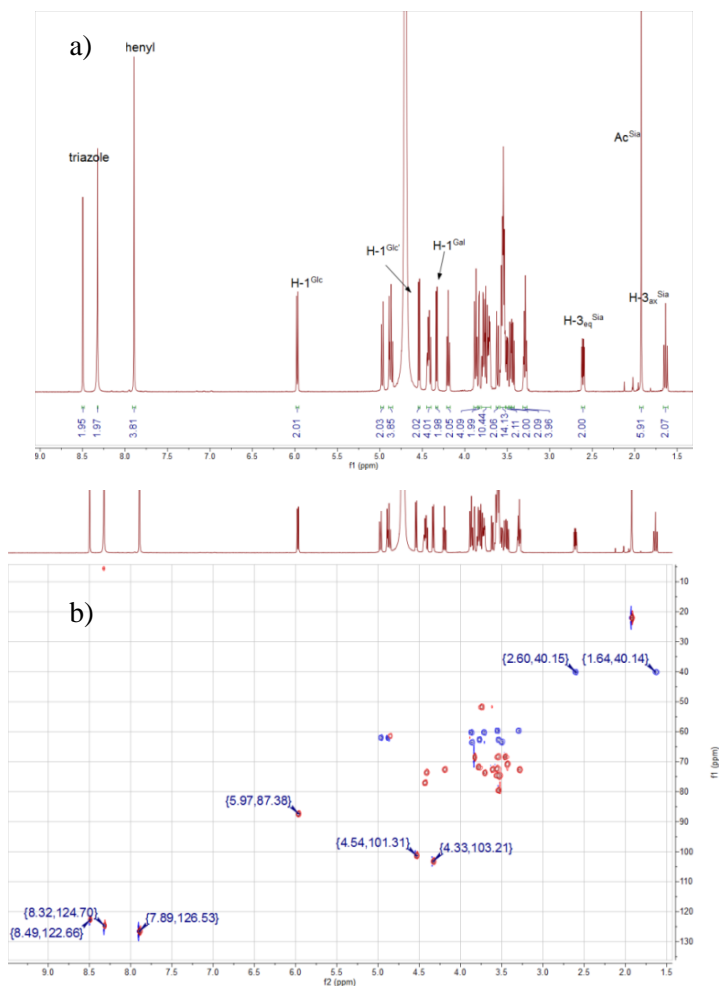 a)
henyl
triazole
Ac^Sia
H-1^Glc'
H-1^Gal
H-1^Glc
H-3eq^Sia
H-3ax^Sia
1.95
1.97
3.81
2.01
2.03
3.85
2.02
4.01
1.98
2.05
4.09
1.99
10.44
2.06
14.13
2.11
2.00
2.09
3.96
2.00
5.91
2.07
9.0 8.5 8.0 7.5 7.0 6.5 6.0 5.5 5.0 4.5 4.0 3.5 3.0 2.5 2.0 1.5
f1 (ppm)
b)
10
20
30
{2.60,40.15} {1.64,40.14}
40
50
60
70
80
{5.97,87.38}
90
{4.54,101.31} {4.33,103.21}
100
110
{8.32,124.70} {7.89,126.53}
120
{8.49,122.66}
130
f1 (ppm)
9.0 8.5 8.0 7.5 7.0 6.5 6.0 5.5 5.0 4.5 4.0 3.5 3.0 2.5 2.0 1.5
f2 (ppm)